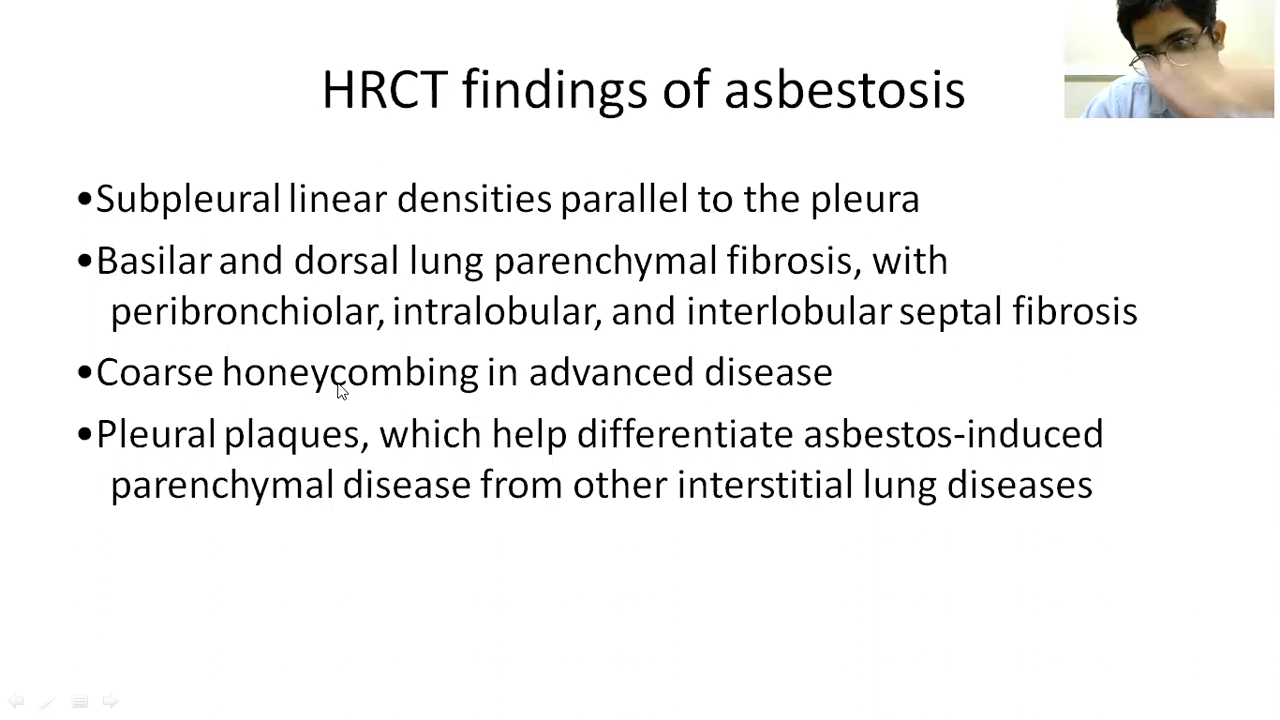 HRCT findings of asbestosis
•Subpleural linear densities parallel to the pleura
•Basilar and dorsal lung parenchymal fibrosis, with
peribronchiolar, intralobular, and interlobular septal fibrosis
•Coarse honeycombing in advanced disease
•Pleural plaques, which help differentiate asbestos-induced
parenchymal disease from other interstitial lung diseases